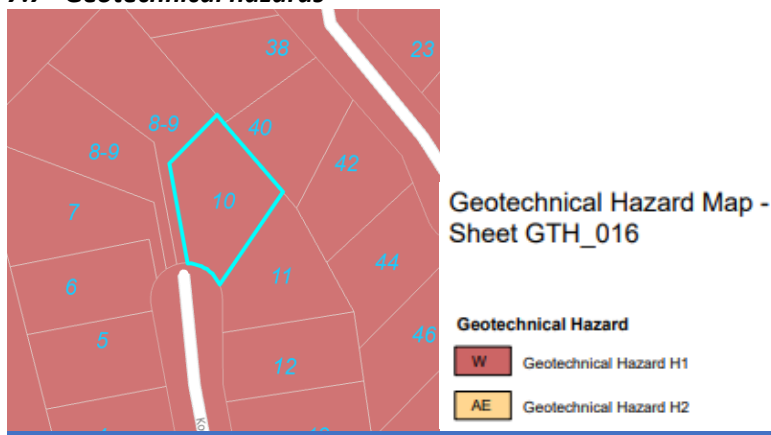 38
23
8-9
40
8-9
42
10
7
44
11
6
46
5
12
Geotechnical Hazard Map -
Sheet GTH_016
Geotechnical Hazard
W Geotechnical Hazard H1
AE Geotechnical Hazard H2